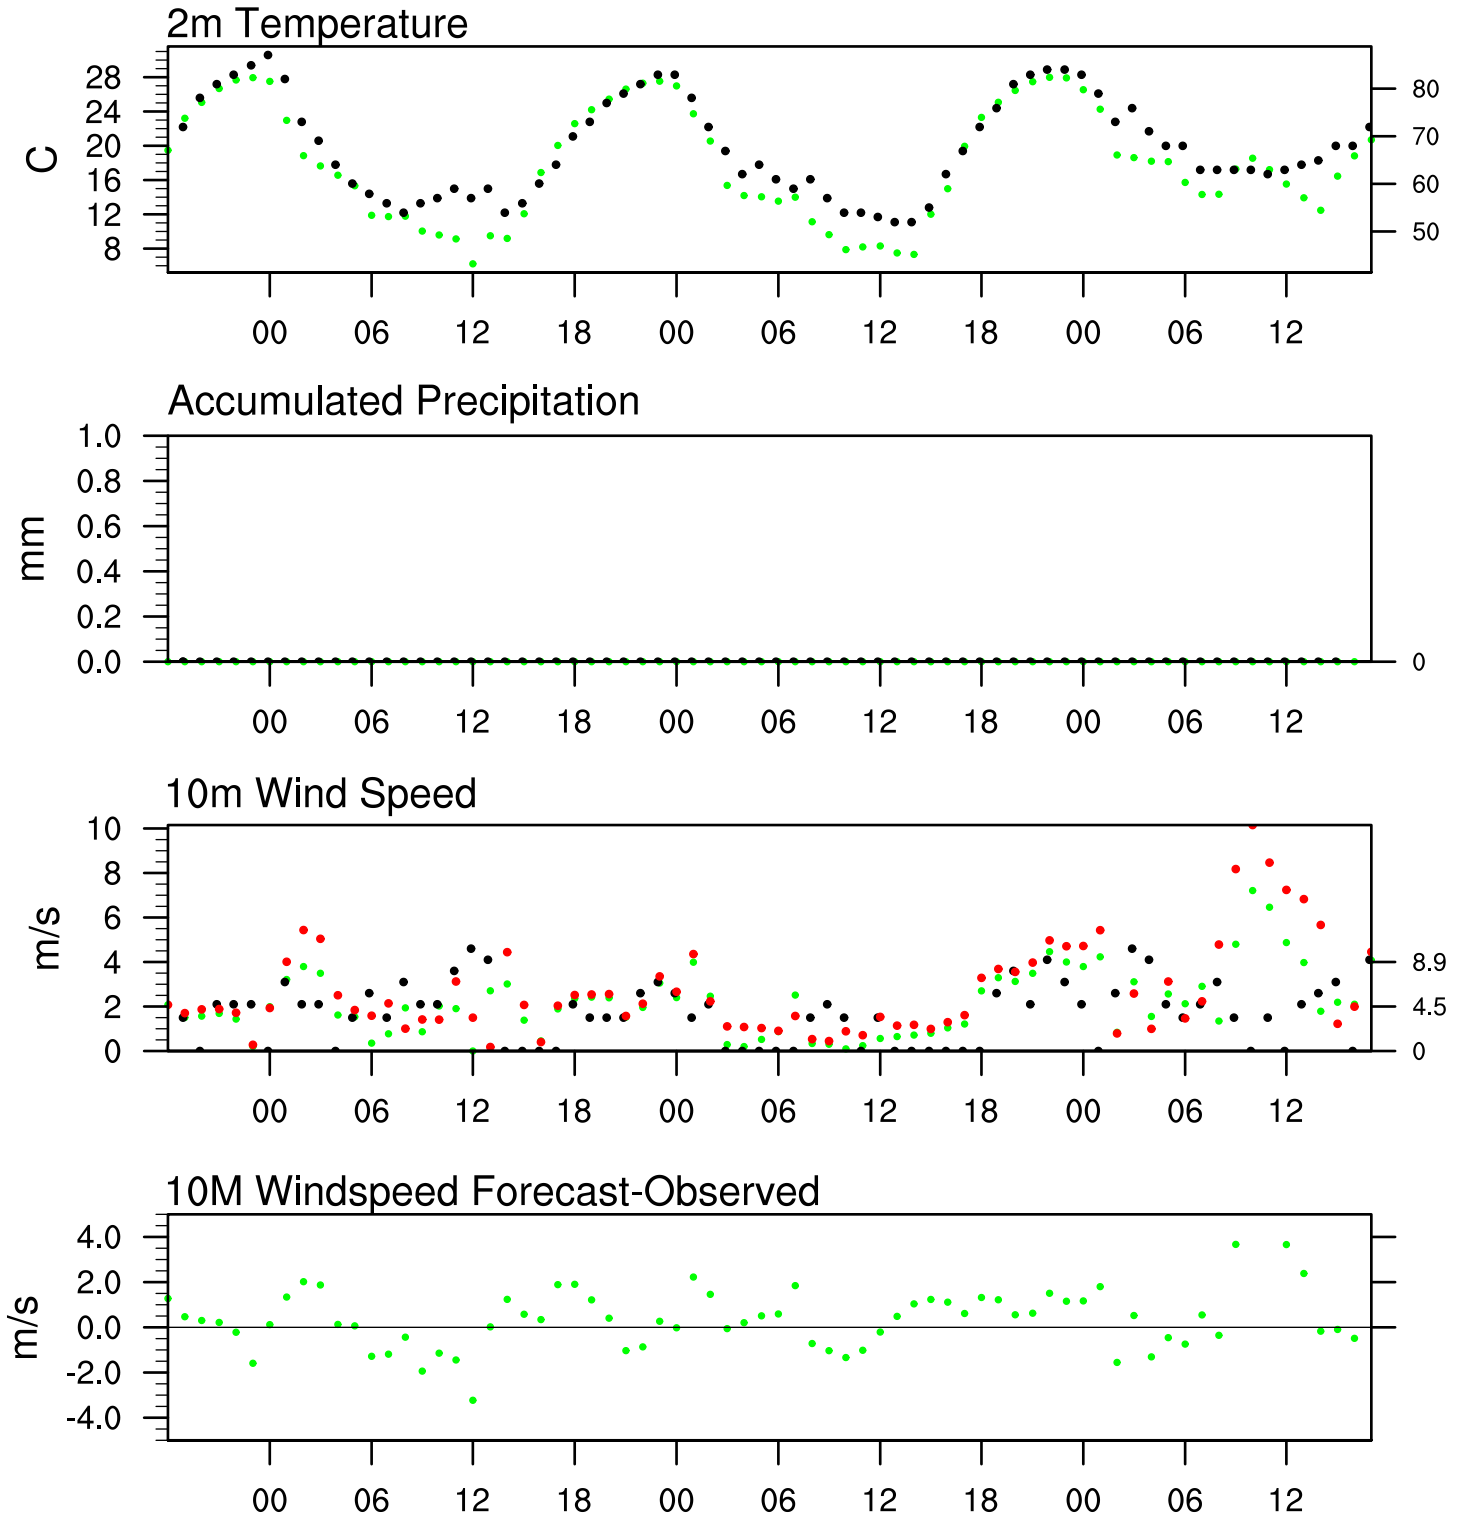 2m Temperature
28
24
20
16
12
8
C
80
70
60
50
00 06 12 18 00 06 12 18 00 06 12
Accumulated Precipitation
1.0
0.8
0.6
0.4
0.2
0.0
mm
0
00 06 12 18 00 06 12 18 00 06 12
10m Wind Speed
10
8
6
4
2
0
m/s
8.9
4.5
0
00 06 12 18 00 06 12 18 00 06 12
10M Windspeed Forecast-Observed
4.0
2.0
0.0
-2.0
-4.0
m/s
00 06 12 18 00 06 12 18 00 06 12